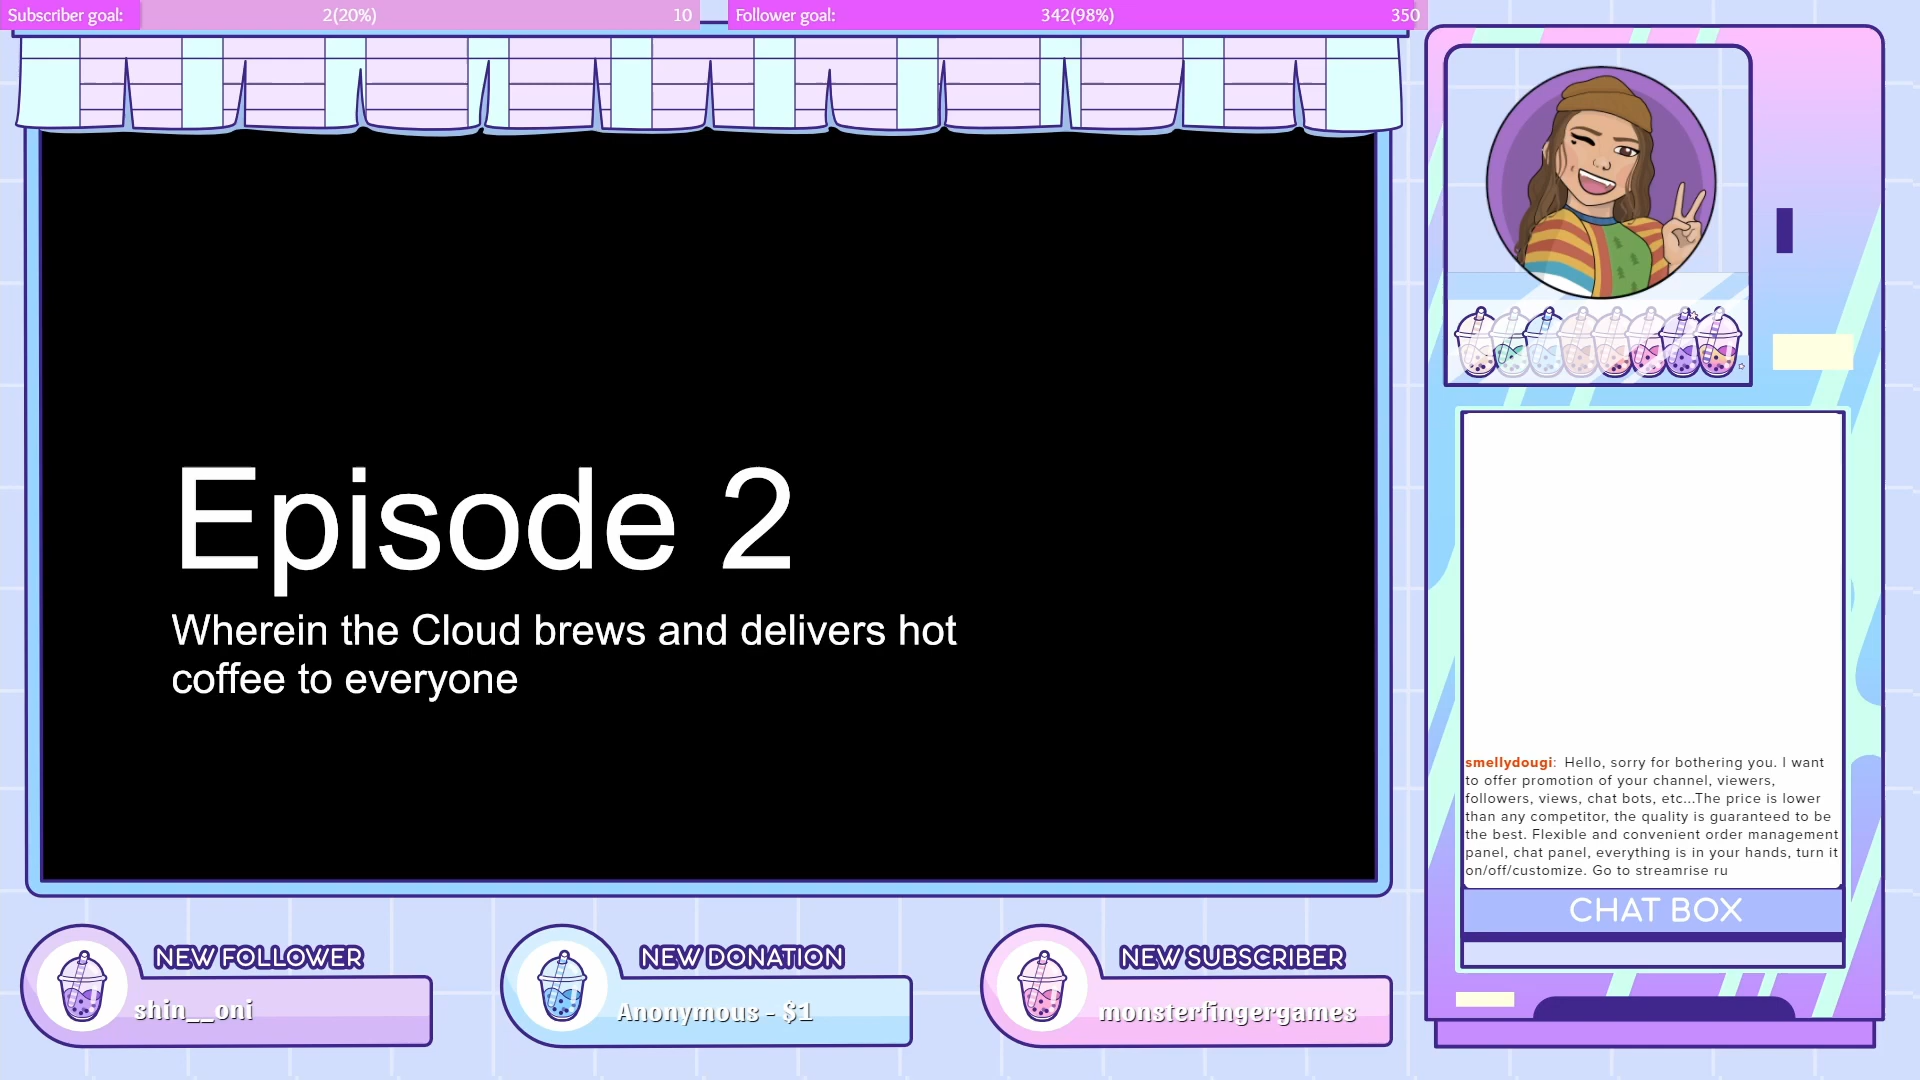 Subscriber goal: 2(20%) 10 Follower goal: 342(98%) 350
Episode 2
Wherein the Cloud brews and delivers hot
coffee to everyone
smellydougi: Hello, sorry for bothering you. I want
to offer promotion of your channel, viewers,
followers, views, chat bots, etc...The price is lower
than any competitor, the quality is guaranteed to be
the best. Flexible and convenient order management
panel, chat panel, everything is in your hands, turn it
on/off/customize. Go to streamrise ru
CHAT BOX
NEW FOLLOWER
shin__oni
NEW DONATION
Anonymous - $1
NEW SUBSCRIBER
monsterfingergames